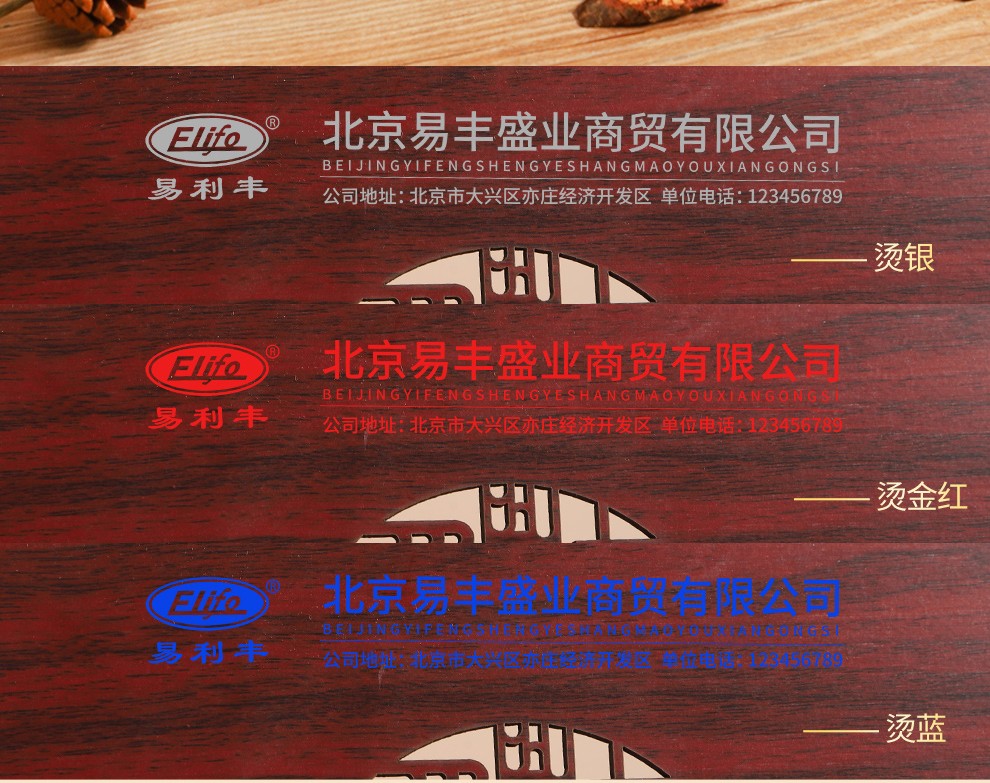 Elifo®
易利丰
北京易丰盛业商贸有限公司
BEIJINGYIFENGSHENGYESHANGMAOYOUXIANGONGSI
公司地址：北京市大兴区亦庄经济开发区 单位电话：123456789
烫银
Elifo®
易利丰
北京易丰盛业商贸有限公司
BEIJINGYIFENGSHENGYESHANGMAOYOUXIANGONGSI
公司地址：北京市大兴区亦庄经济开发区 单位电话：123456789
烫金红
Elifo®
易利丰
北京易丰盛业商贸有限公司
BEIJINGYIFENGSHENGYESHANGMAOYOUXIANGONGSI
公司地址：北京市大兴区亦庄经济开发区 单位电话：123456789
烫蓝